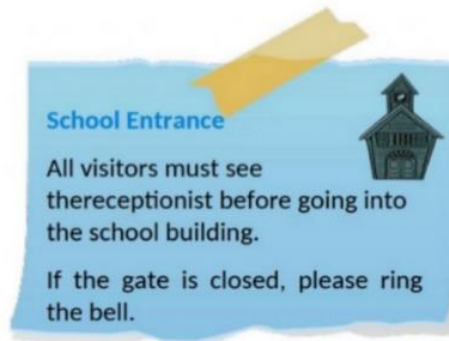 School Entrance
All visitors must see
thereceptionist before going into
the school building.
If the gate is closed, please ring
the bell.